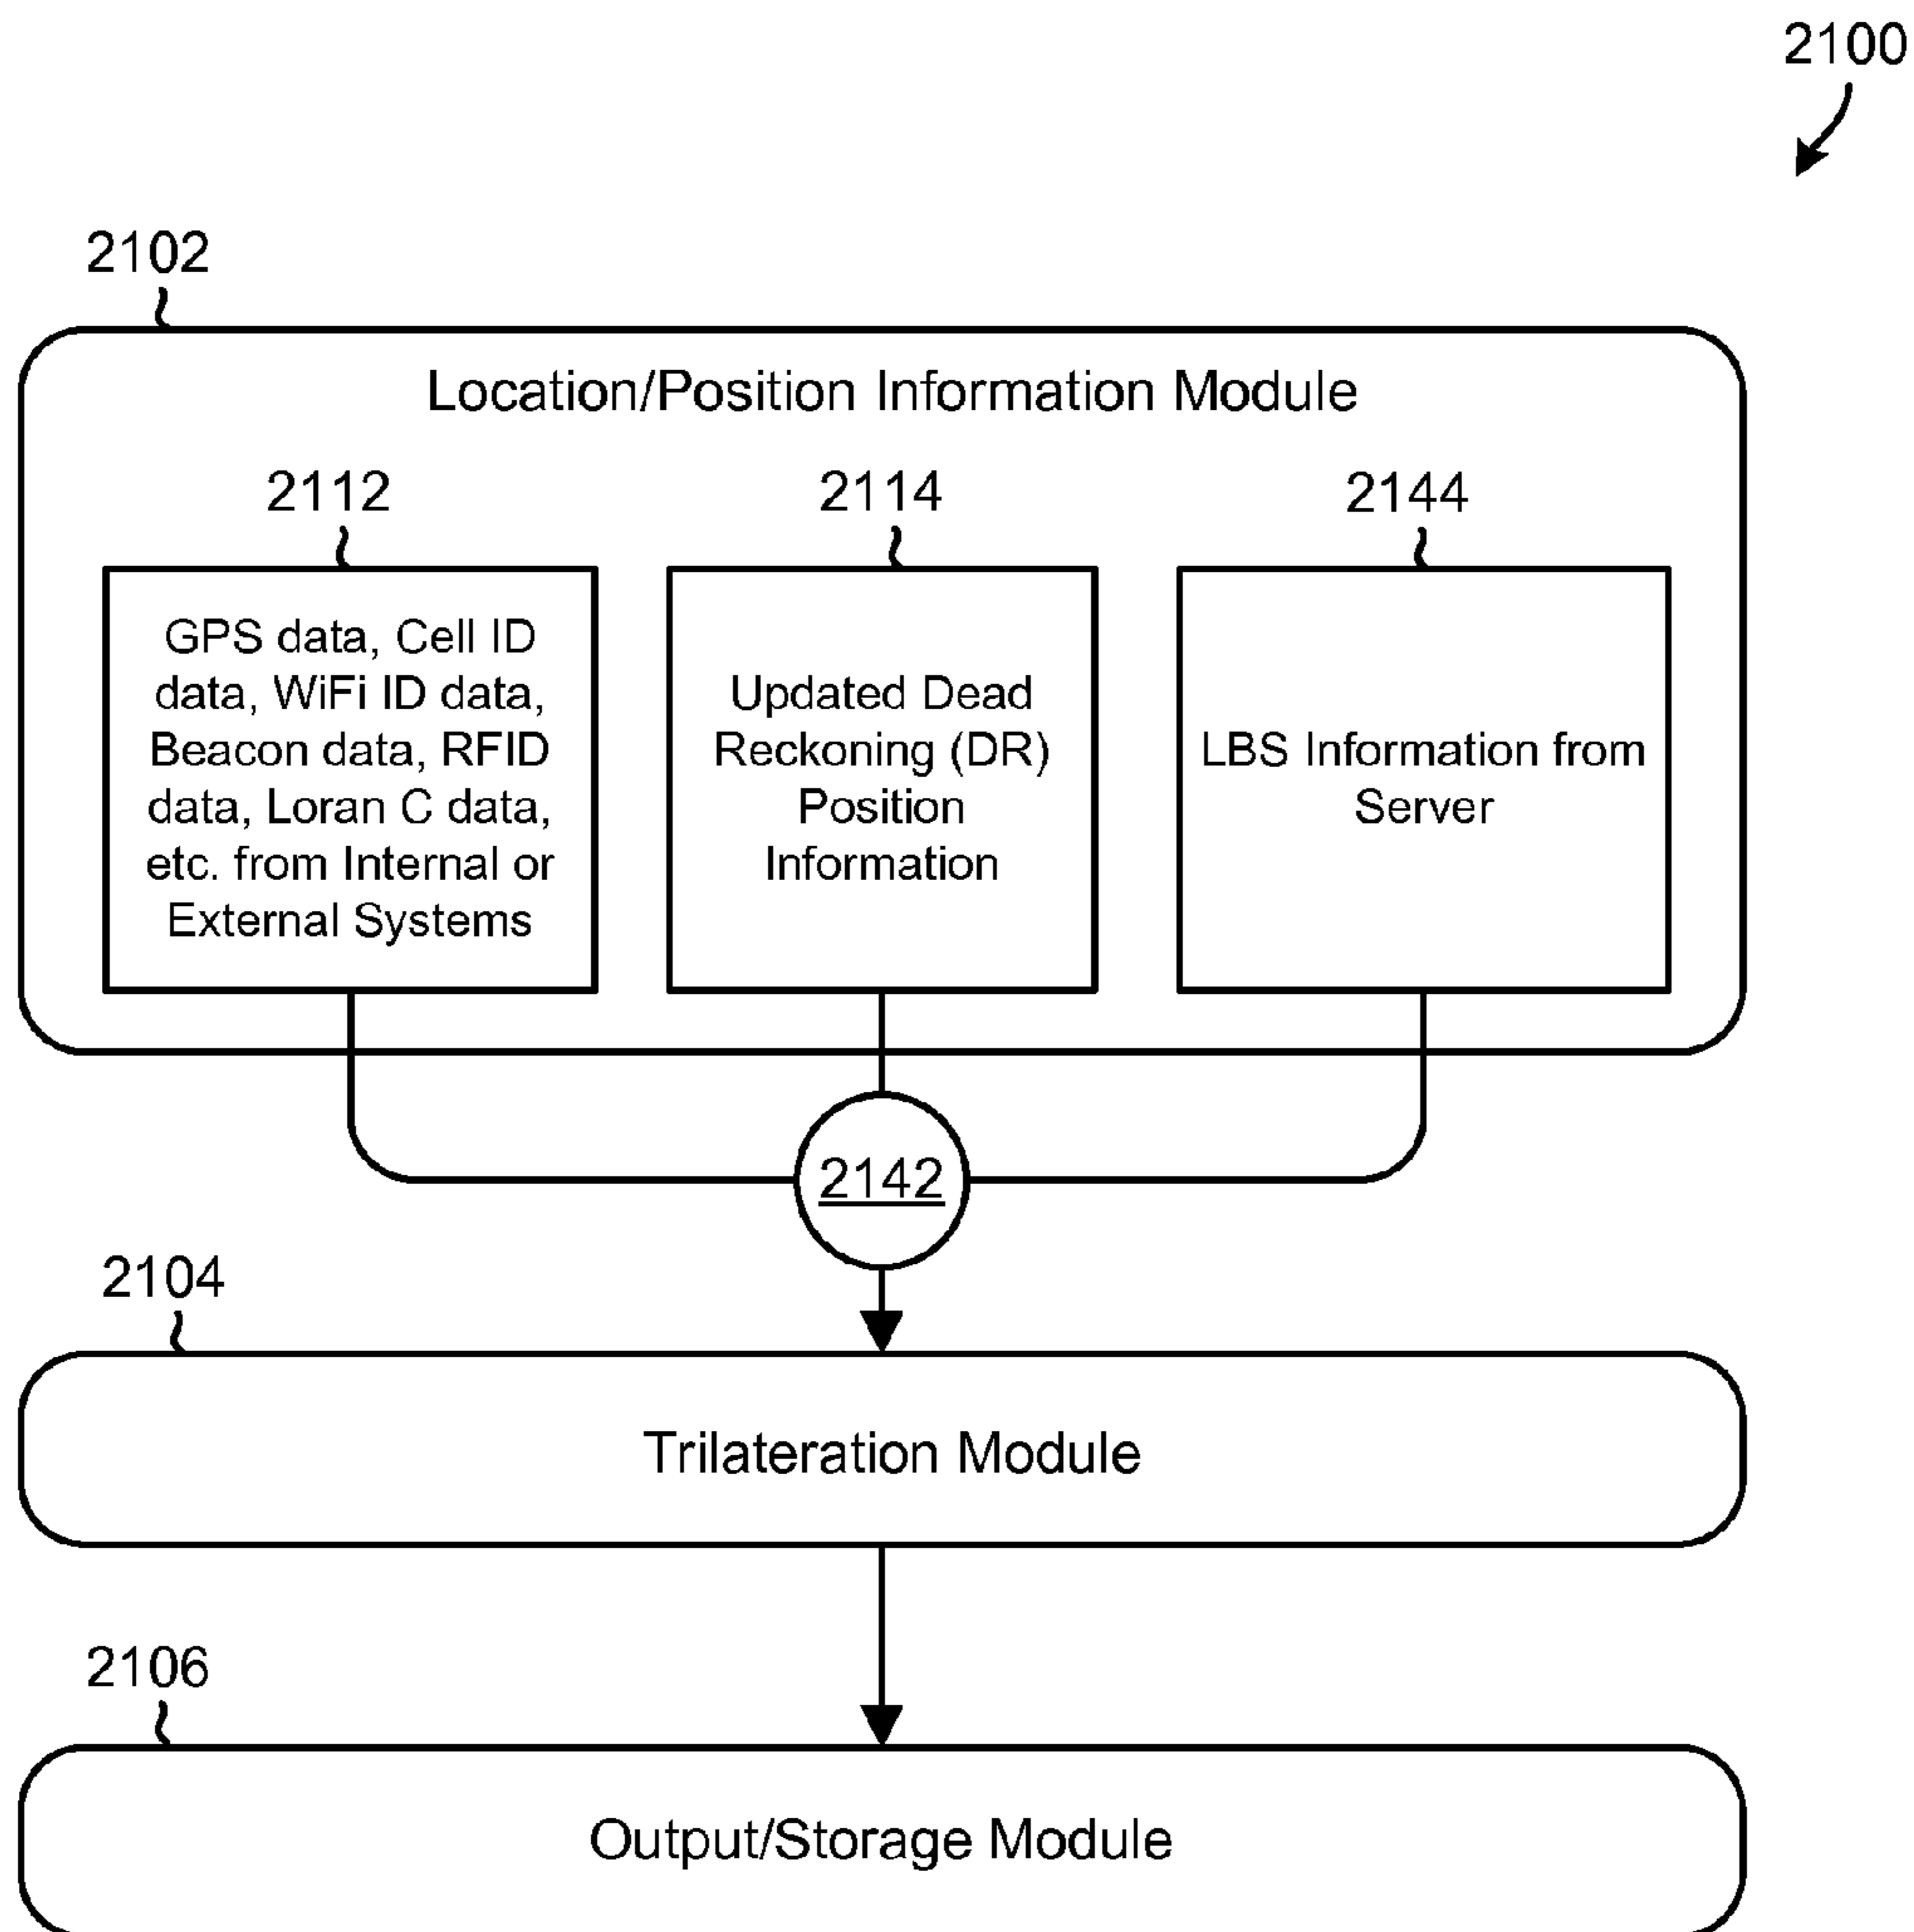 2100
2102
Location/Position Information Module
2112
2114
2144
GPS data, Cell ID
data, WiFi ID data,
Beacon data, RFID
data, Loran C data,
etc. from Internal or
External Systems
Updated Dead
Reckoning (DR)
Position
Information
LBS Information from
Server
2142
2104
Trilateration Module
2106
Output/Storage Module